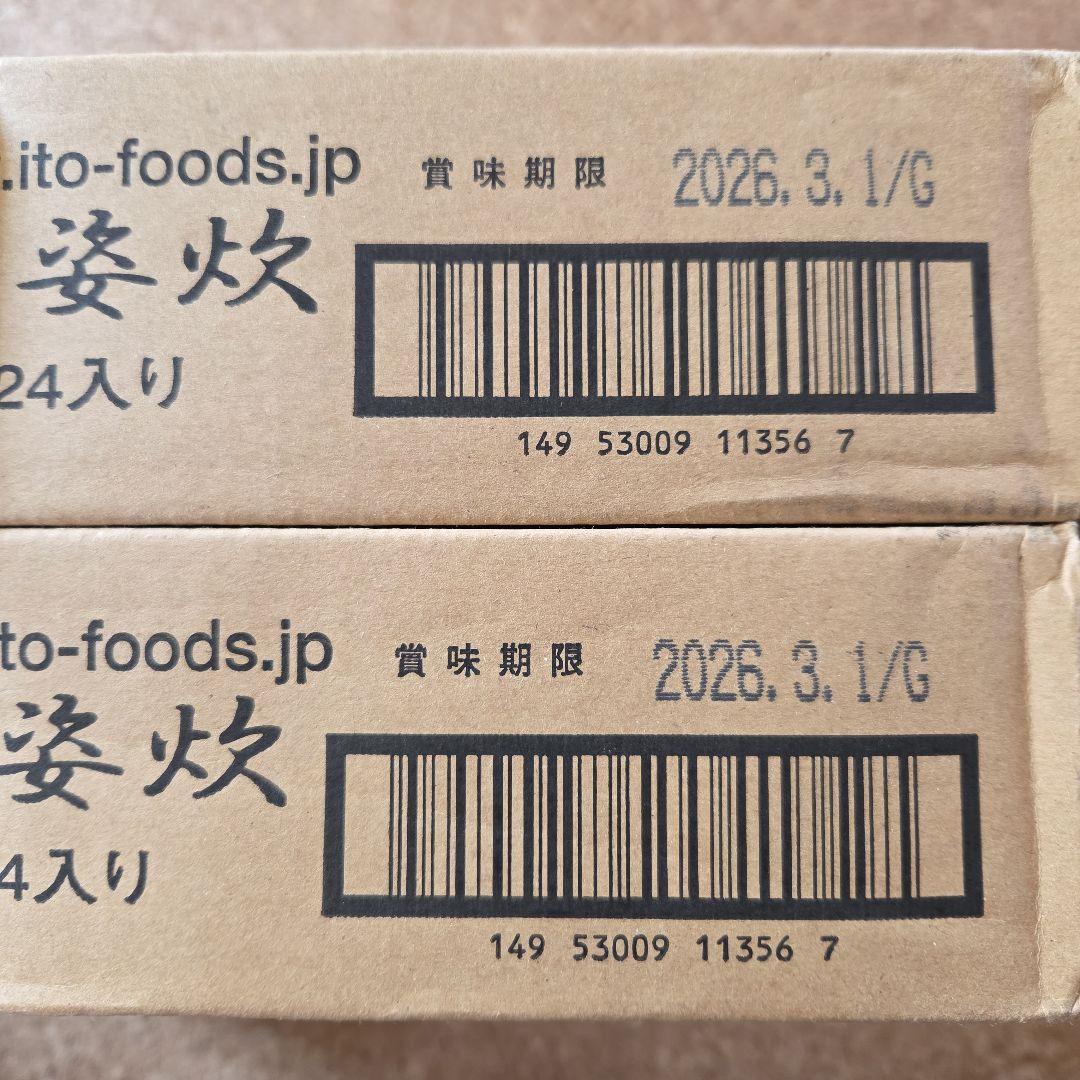 .ito-foods.jp 賞味期限 2026.3.1/G
姿炊
24入り
149 53009 11356 7
to-foods.jp 賞味期限 2026.3.1/G
姿炊
4入り
149 53009 11356 7